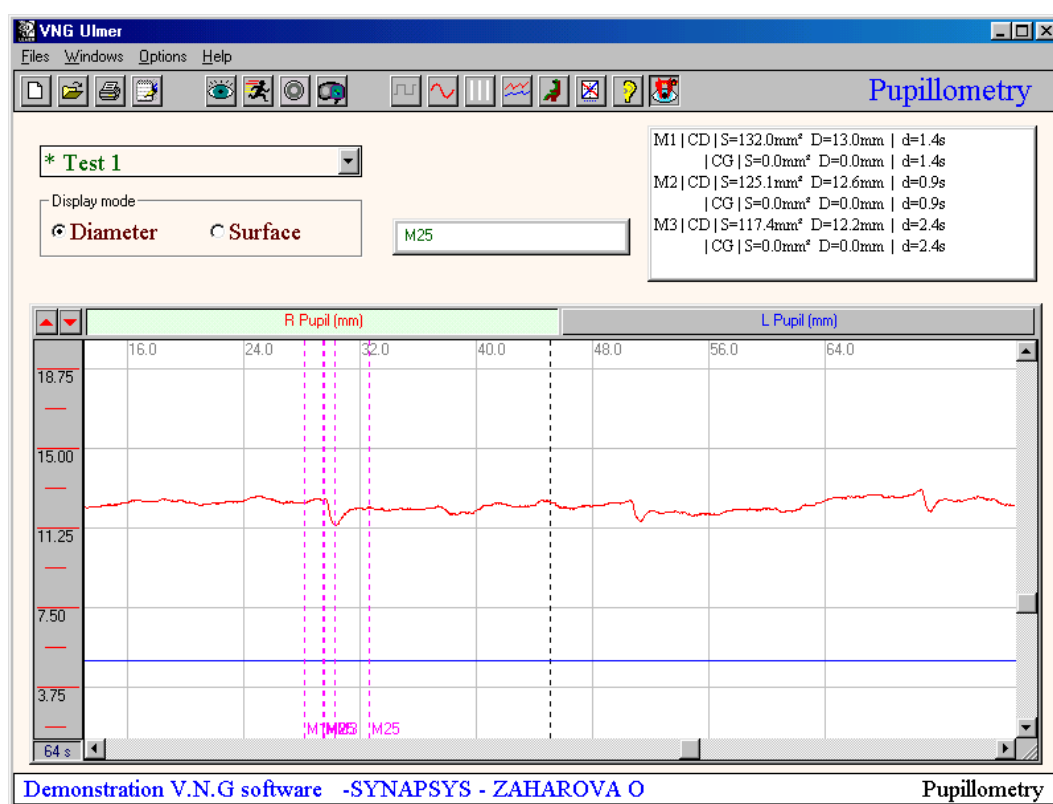 VNG Ulmer
Files Windows Options Help
Pupillometry
* Test 1
Display mode
Diameter Surface
M25
M1|CD|S=132.0mm² D=13.0mm | d=1.4s
|CG|S=0.0mm² D=0.0mm | d=1.4s
M2|CD|S=125.1mm² D=12.6mm | d=0.9s
|CG|S=0.0mm² D=0.0mm | d=0.9s
M3|CD|S=117.4mm² D=12.2mm | d=2.4s
|CG|S=0.0mm² D=0.0mm | d=2.4s
R Pupil (mm) L Pupil (mm)
16.0 24.0 32.0 40.0 48.0 56.0 64.0
18.75
15.00
11.25
7.50
3.75
M25
64 s
Demonstration V.N.G software -SYNAPSYS - ZAHAROVA O Pupillometry